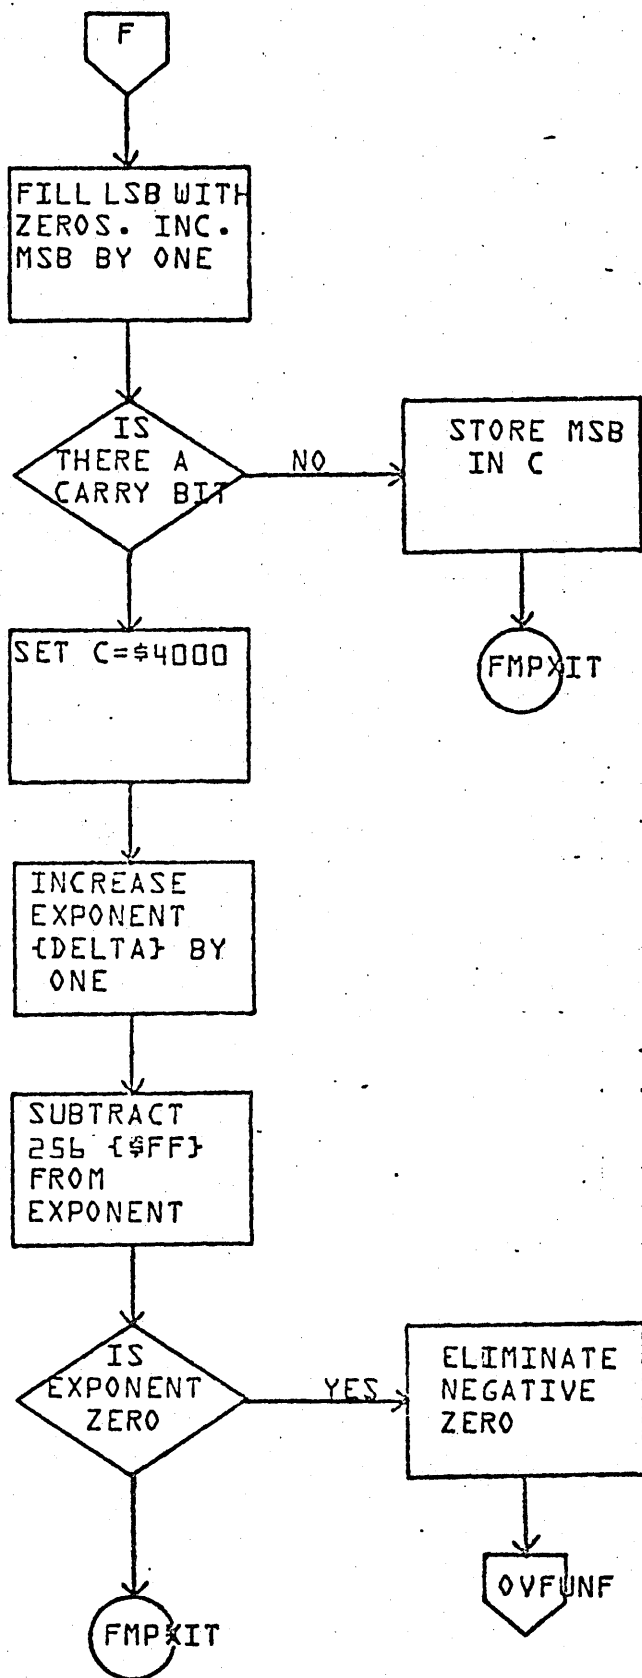 F
FILL LSB WITH
ZEROS. INC.
MSB BY ONE
IS
THERE A
CARRY BIT
NO
STORE MSB
IN C
FMPXIT
SET C=$4000
INCREASE
EXPONENT
{DELTA} BY
ONE
SUBTRACT
256 {$FF}
FROM
EXPONENT
IS
EXPONENT
ZERO
YES
ELIMINATE
NEGATIVE
ZERO
OVFUNF
FMPXIT